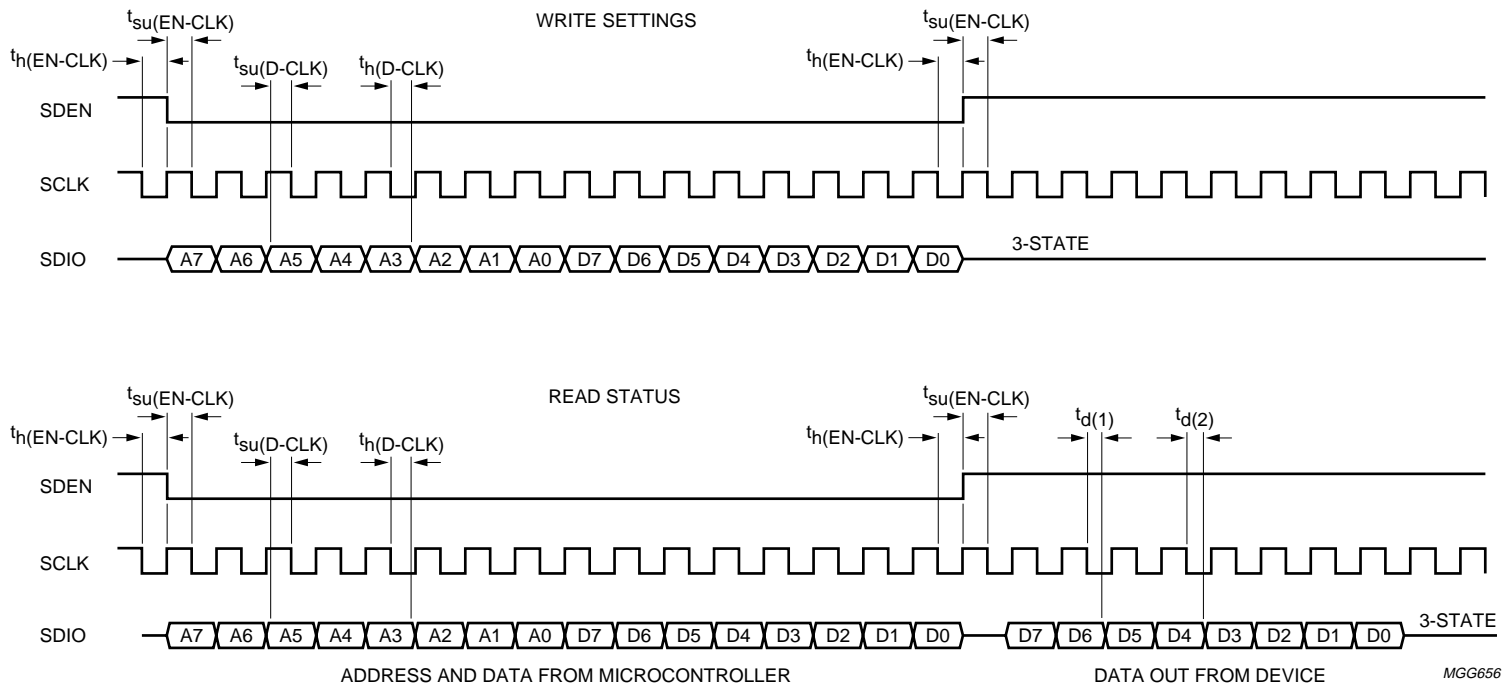 WRITE SETTINGS
tsu(EN-CLK)
tsu(EN-CLK)
th(EN-CLK)
tsu(D-CLK)
th(D-CLK)
th(EN-CLK)
SDEN
SCLK
SDIO
A7 A6 A5 A4 A3 A2 A1 A0 D7 D6 D5 D4 D3 D2 D1 D0
3-STATE
READ STATUS
tsu(EN-CLK)
tsu(EN-CLK)
th(EN-CLK)
tsu(D-CLK)
th(D-CLK)
th(EN-CLK)
td(1)
td(2)
SDEN
SCLK
SDIO
A7 A6 A5 A4 A3 A2 A1 A0 D7 D6 D5 D4 D3 D2 D1 D0
D7 D6 D5 D4 D3 D2 D1 D0
3-STATE
ADDRESS AND DATA FROM MICROCONTROLLER
DATA OUT FROM DEVICE
MGG656